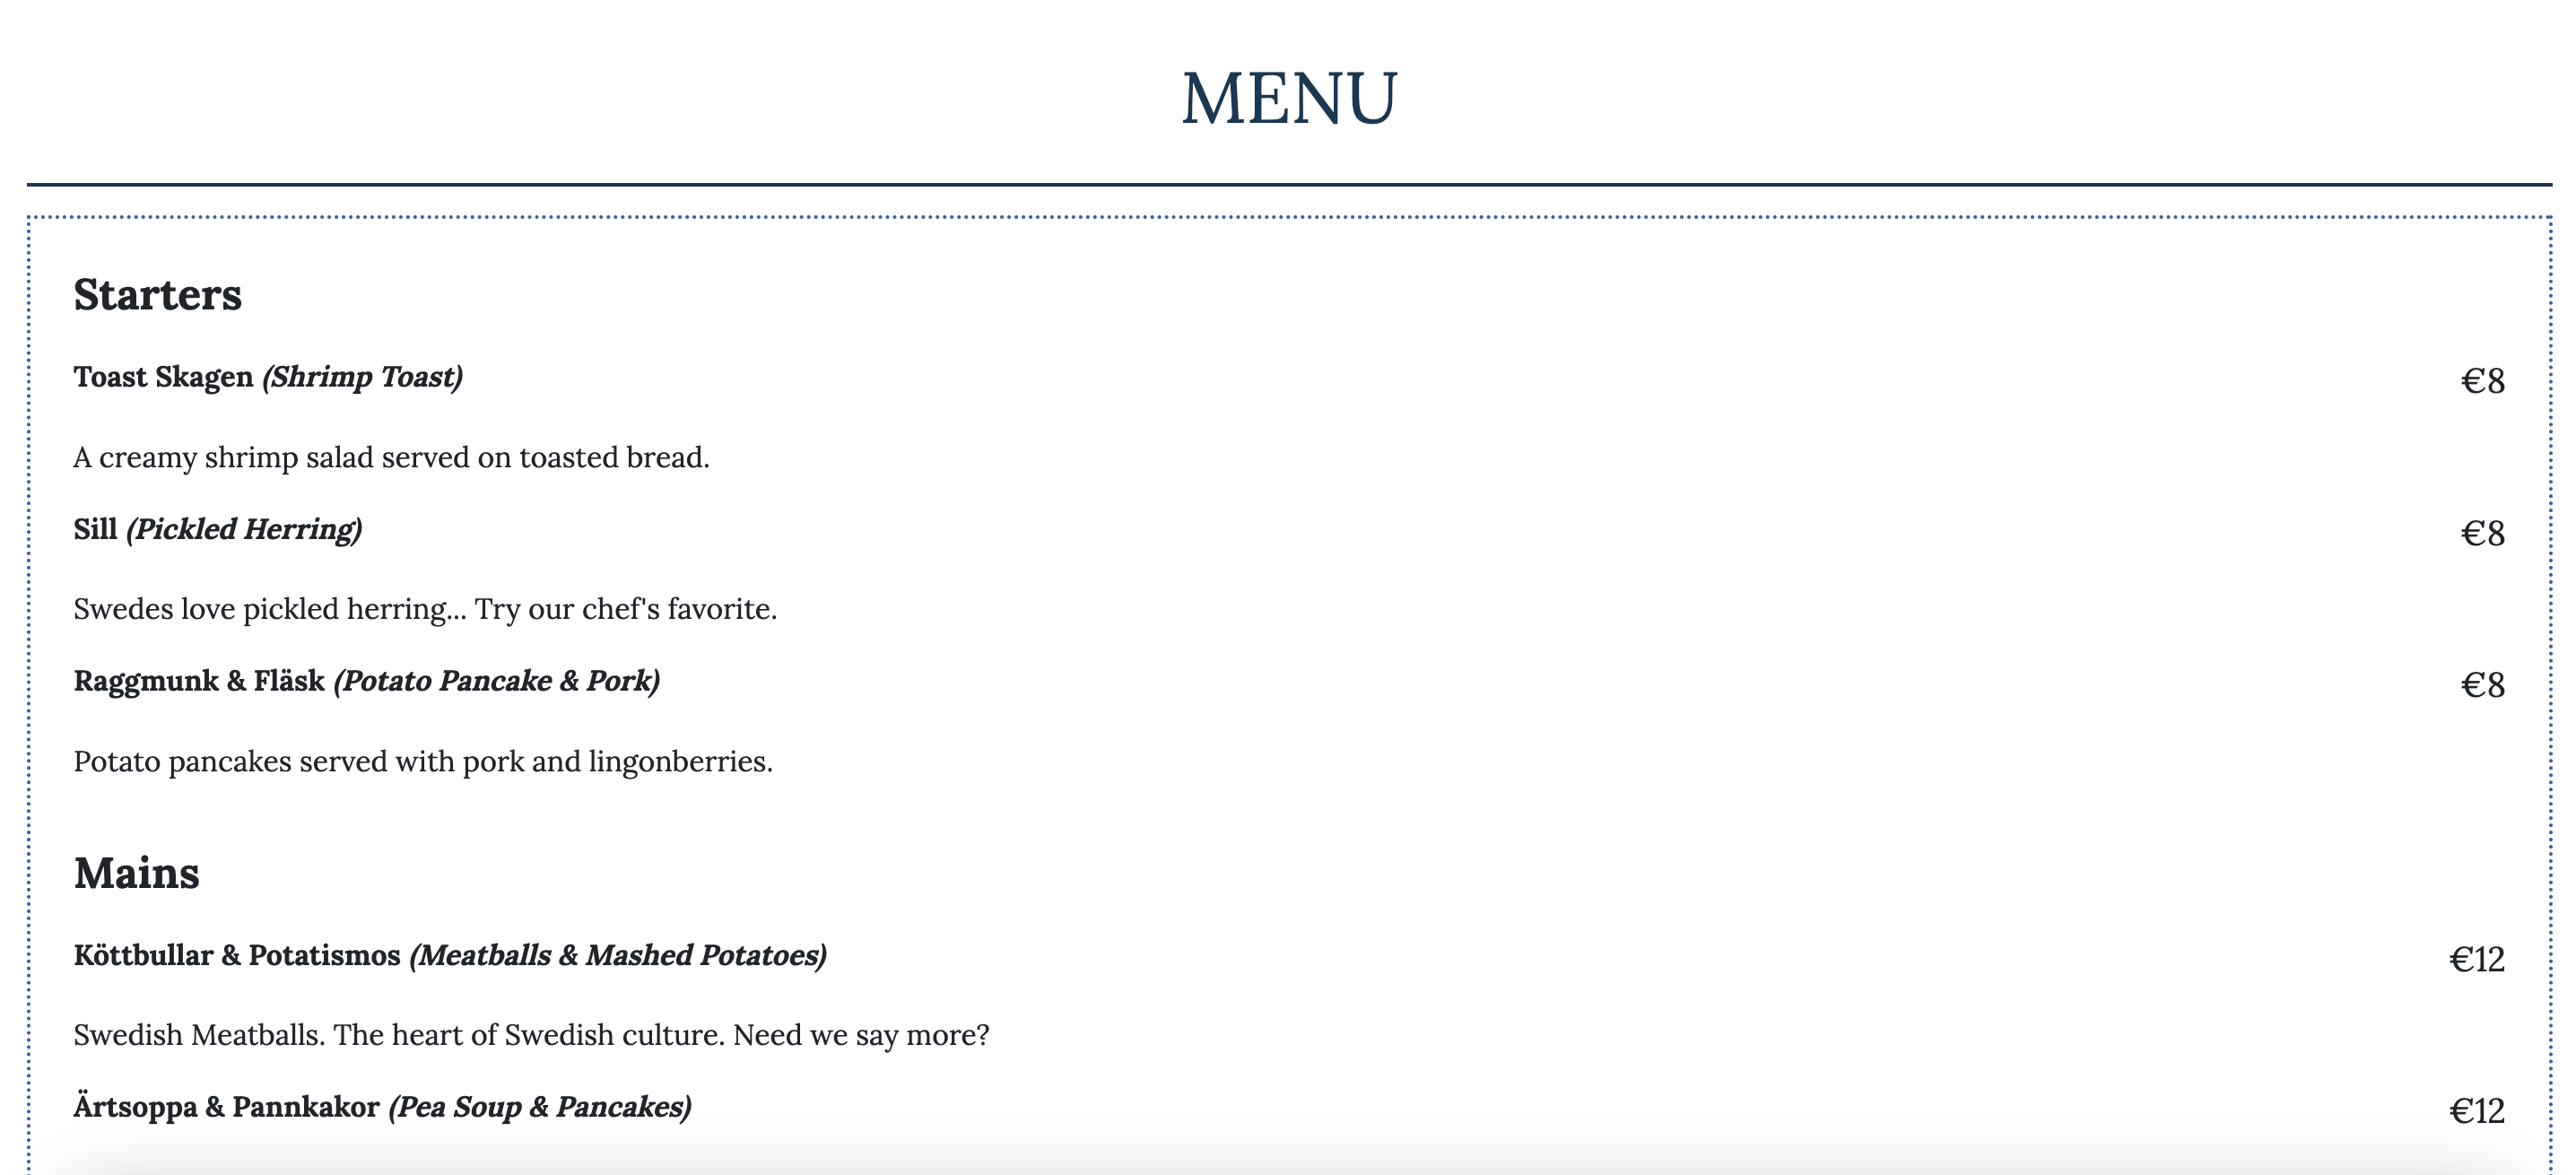 MENU
Starters
Toast Skagen (Shrimp Toast) €8
A creamy shrimp salad served on toasted bread.
Sill (Pickled Herring) €8
Swedes love pickled herring... Try our chef's favorite.
Raggmunk & Fläsk (Potato Pancake & Pork) €8
Potato pancakes served with pork and lingonberries.
Mains
Köttbullar & Potatismos (Meatballs & Mashed Potatoes) €12
Swedish Meatballs. The heart of Swedish culture. Need we say more?
Ärtsoppa & Pannkakor (Pea Soup & Pancakes) €12